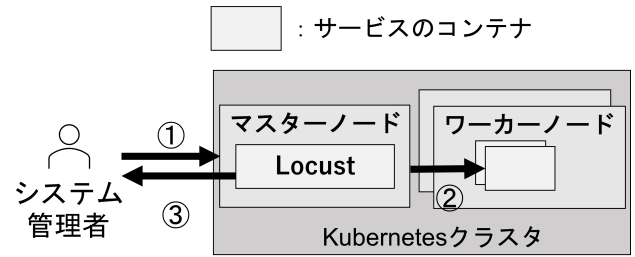 ：サービスのコンテナ
マスターノード
ワーカーノード
①
Locust
②
システム
管理者
③
Kubernetesクラスタ